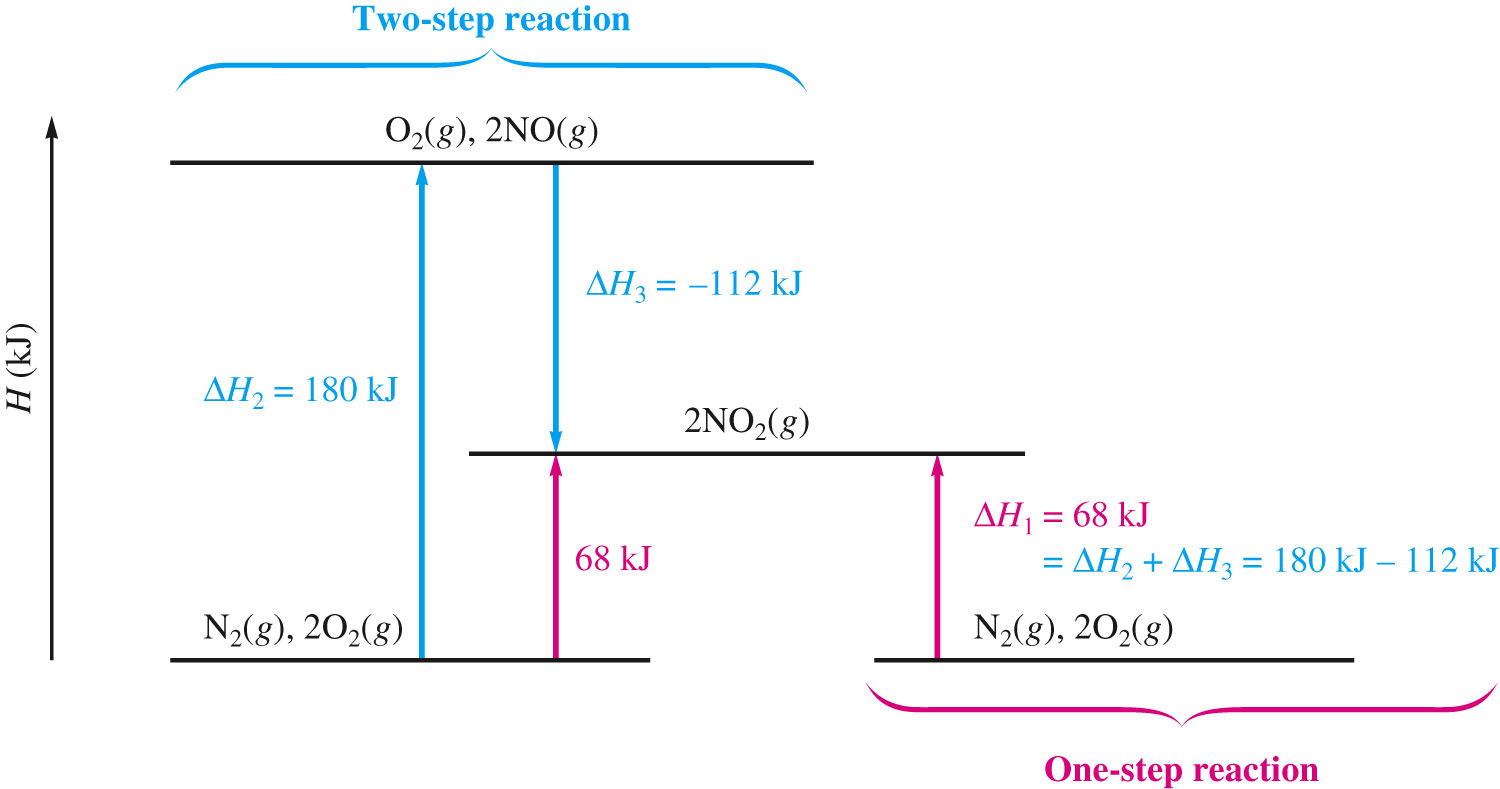 Two-step reaction
O₂(g), 2NO(g)
H (kJ)
ΔH₃ = –112 kJ
ΔH₂ = 180 kJ
2NO₂(g)
ΔH₁ = 68 kJ
= ΔH₂ + ΔH₃ = 180 kJ – 112 kJ
68 kJ
N₂(g), 2O₂(g)
N₂(g), 2O₂(g)
One-step reaction